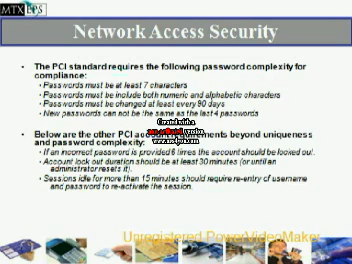 MTXEPS
Network Access Security
• The PCI standard requires the following password complexity for
compliance:
• Passwords must be at least 7 characters
• Passwords must be include both numeric and alphabetic characters
• Passwords must be changed at least every 90 days
• New passwords can not be the same as the last 4 passwords
Created with a
version
• Below are the other PCI account requirements beyond uniqueness
and password complexity:
• If an incorrect password is provided 6 times the account should be locked out.
• Account lock out duration should be at least 30 minutes (or until an
administrator resets it).
• Sessions idle for more than 15 minutes should require re-entry of username
and password to re-activate the session.
Unregistered PowerVideoMaker